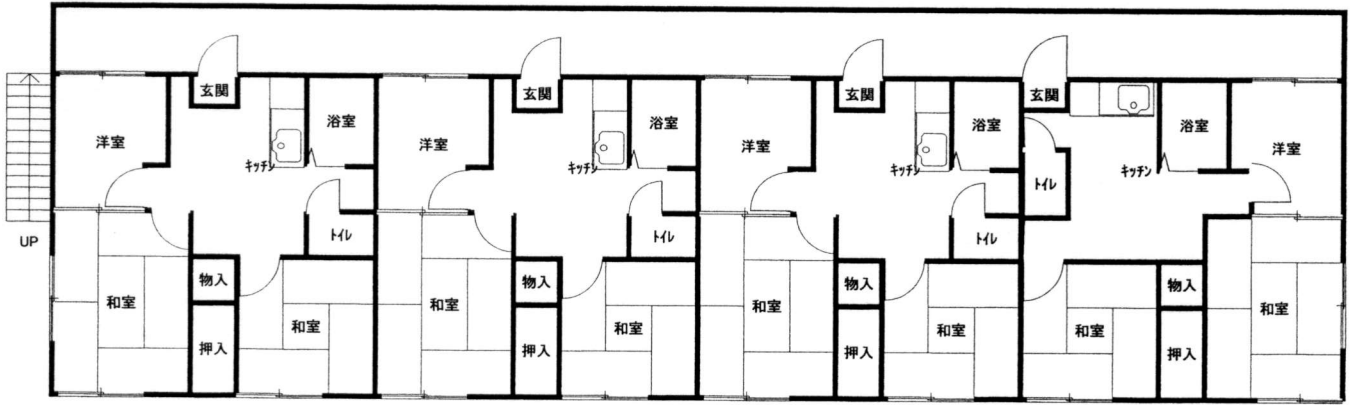 玄関
玄関
玄関
玄関
浴室
浴室
浴室
浴室
洋室
洋室
洋室
洋室
キッチン
キッチン
キッチン
キッチン
トイレ
UP
トイレ
トイレ
トイレ
物入
物入
物入
物入
和室
和室
和室
和室
和室
和室
和室
和室
押入
押入
押入
押入